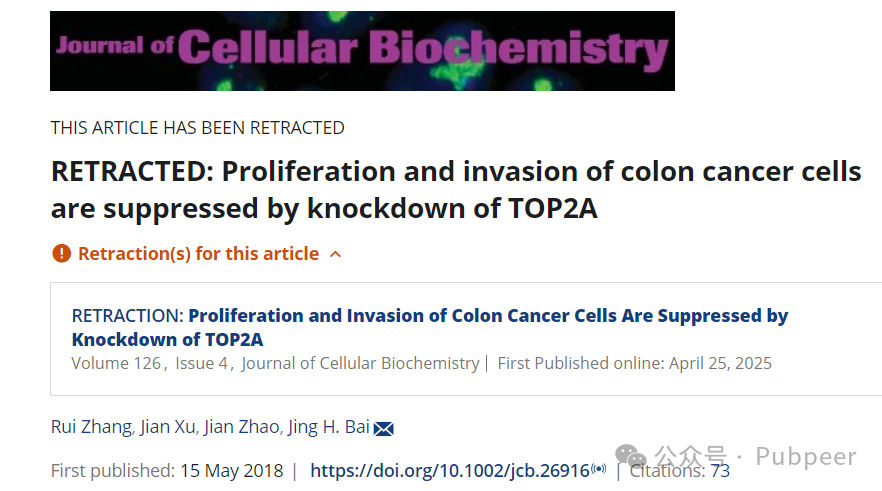 Journal of Cellular Biochemistry
THIS ARTICLE HAS BEEN RETRACTED
RETRACTED: Proliferation and invasion of colon cancer cells
are suppressed by knockdown of TOP2A
! Retraction(s) for this article
RETRACTION: Proliferation and Invasion of Colon Cancer Cells Are Suppressed by
Knockdown of TOP2A
Volume 126, Issue 4, Journal of Cellular Biochemistry | First Published online: April 25, 2025
Rui Zhang, Jian Xu, Jian Zhao, Jing H. Bai
First published: 15 May 2018 | https://doi.org/10.1002/jcb.26916 | Citations: 73
公众号 · Pubpeer